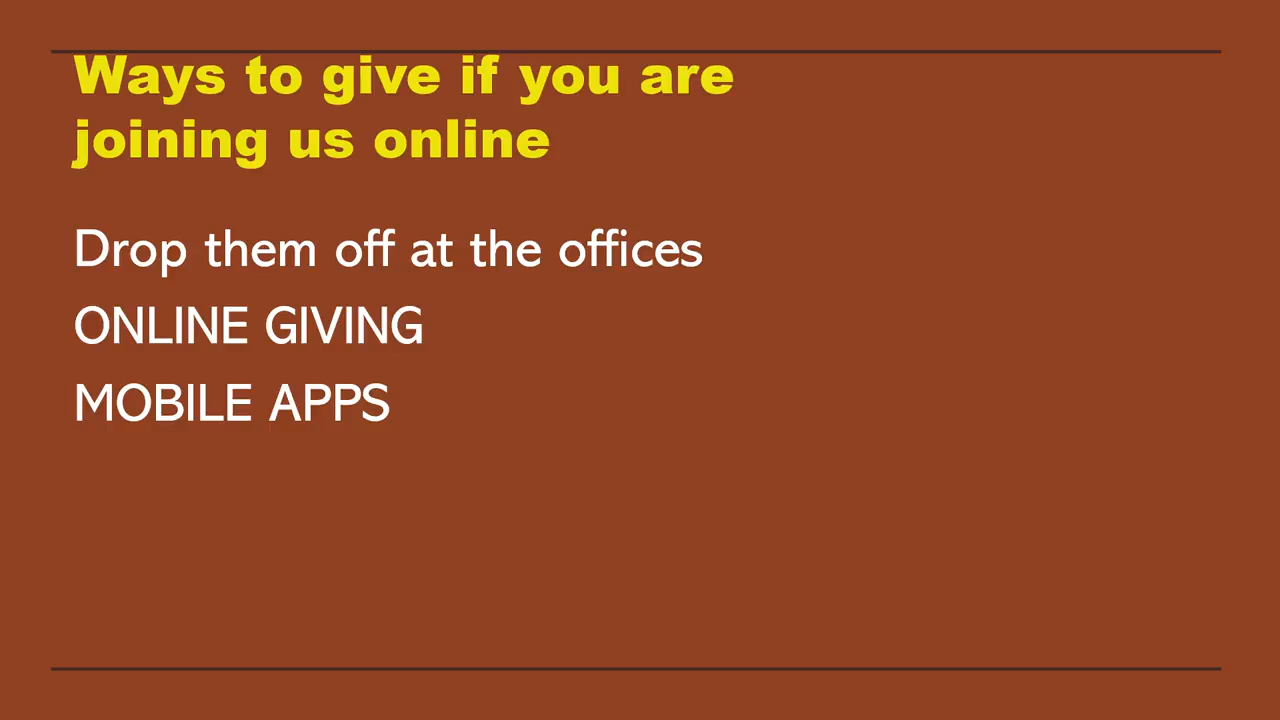 Ways to give if you are
joining us online
Drop them off at the offices
ONLINE GIVING
MOBILE APPS